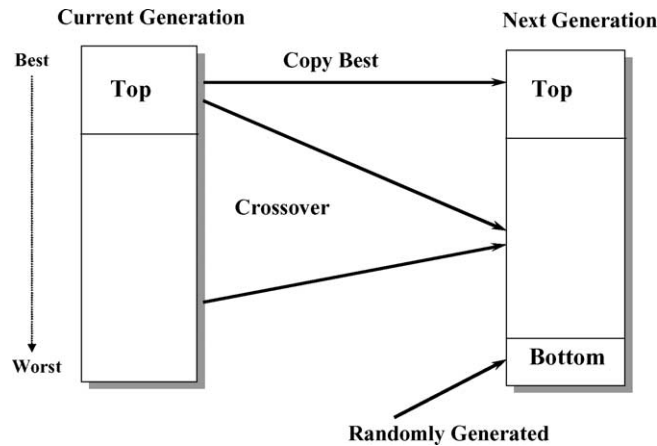 Current Generation
Next Generation
Best
Copy Best
Top
Top
Crossover
Worst
Bottom
Randomly Generated